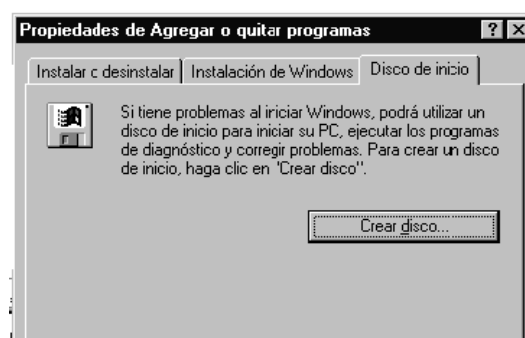 Propiedades de Agregar o quitar programas
Instalar o desinstalar Instalación de Windows Disco de inicio
Si tiene problemas al iniciar Windows, podrá utilizar un
disco de inicio para iniciar su PC, ejecutar los programas
de diagnóstico y corregir problemas. Para crear un disco
de inicio, haga clic en "Crear disco".
Crear disco...